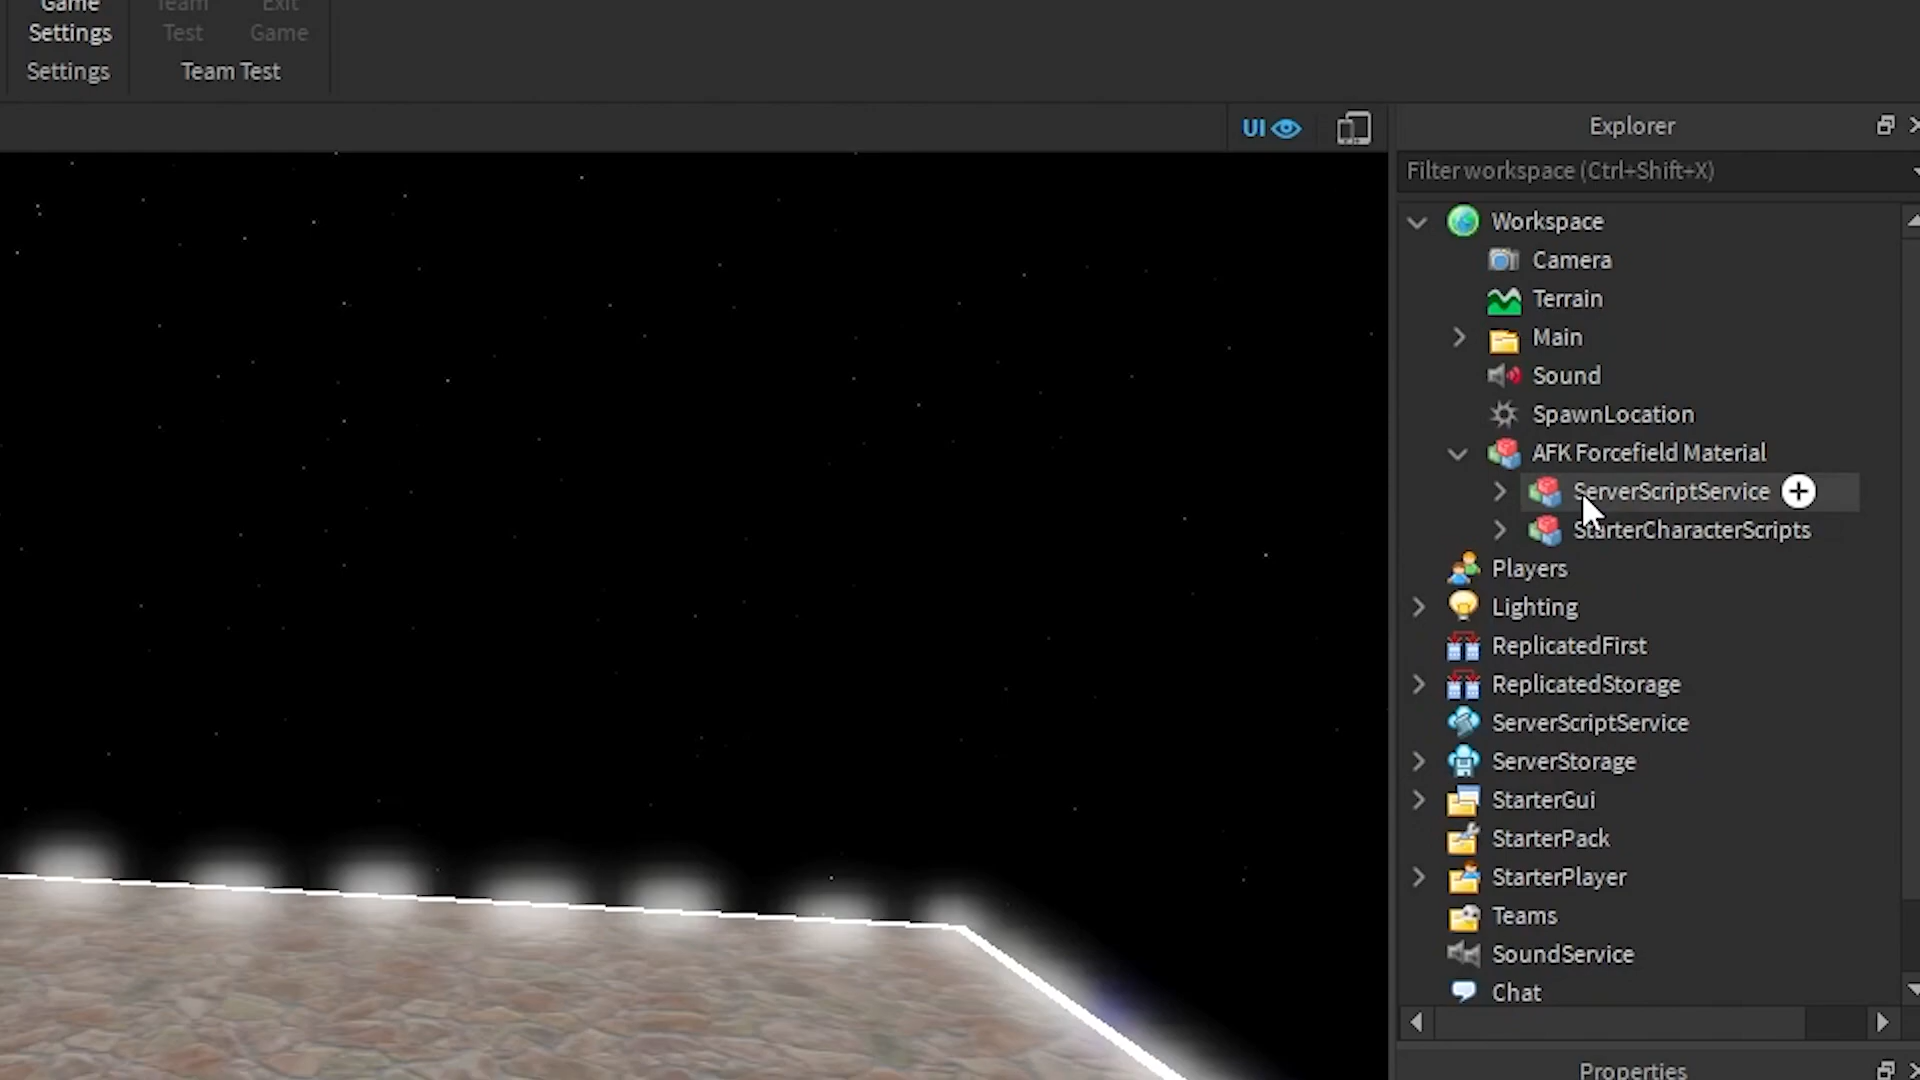 Game
Settings
Settings
Team
Test
Exit
Game
Team Test
UI
Explorer
Filter workspace (Ctrl+Shift+X)
Workspace
Camera
Terrain
Main
Sound
SpawnLocation
AFK Forcefield Material
ServerScriptService
StarterCharacterScripts
Players
Lighting
ReplicatedFirst
ReplicatedStorage
ServerScriptService
ServerStorage
StarterGui
StarterPack
StarterPlayer
Teams
SoundService
Chat
Properties